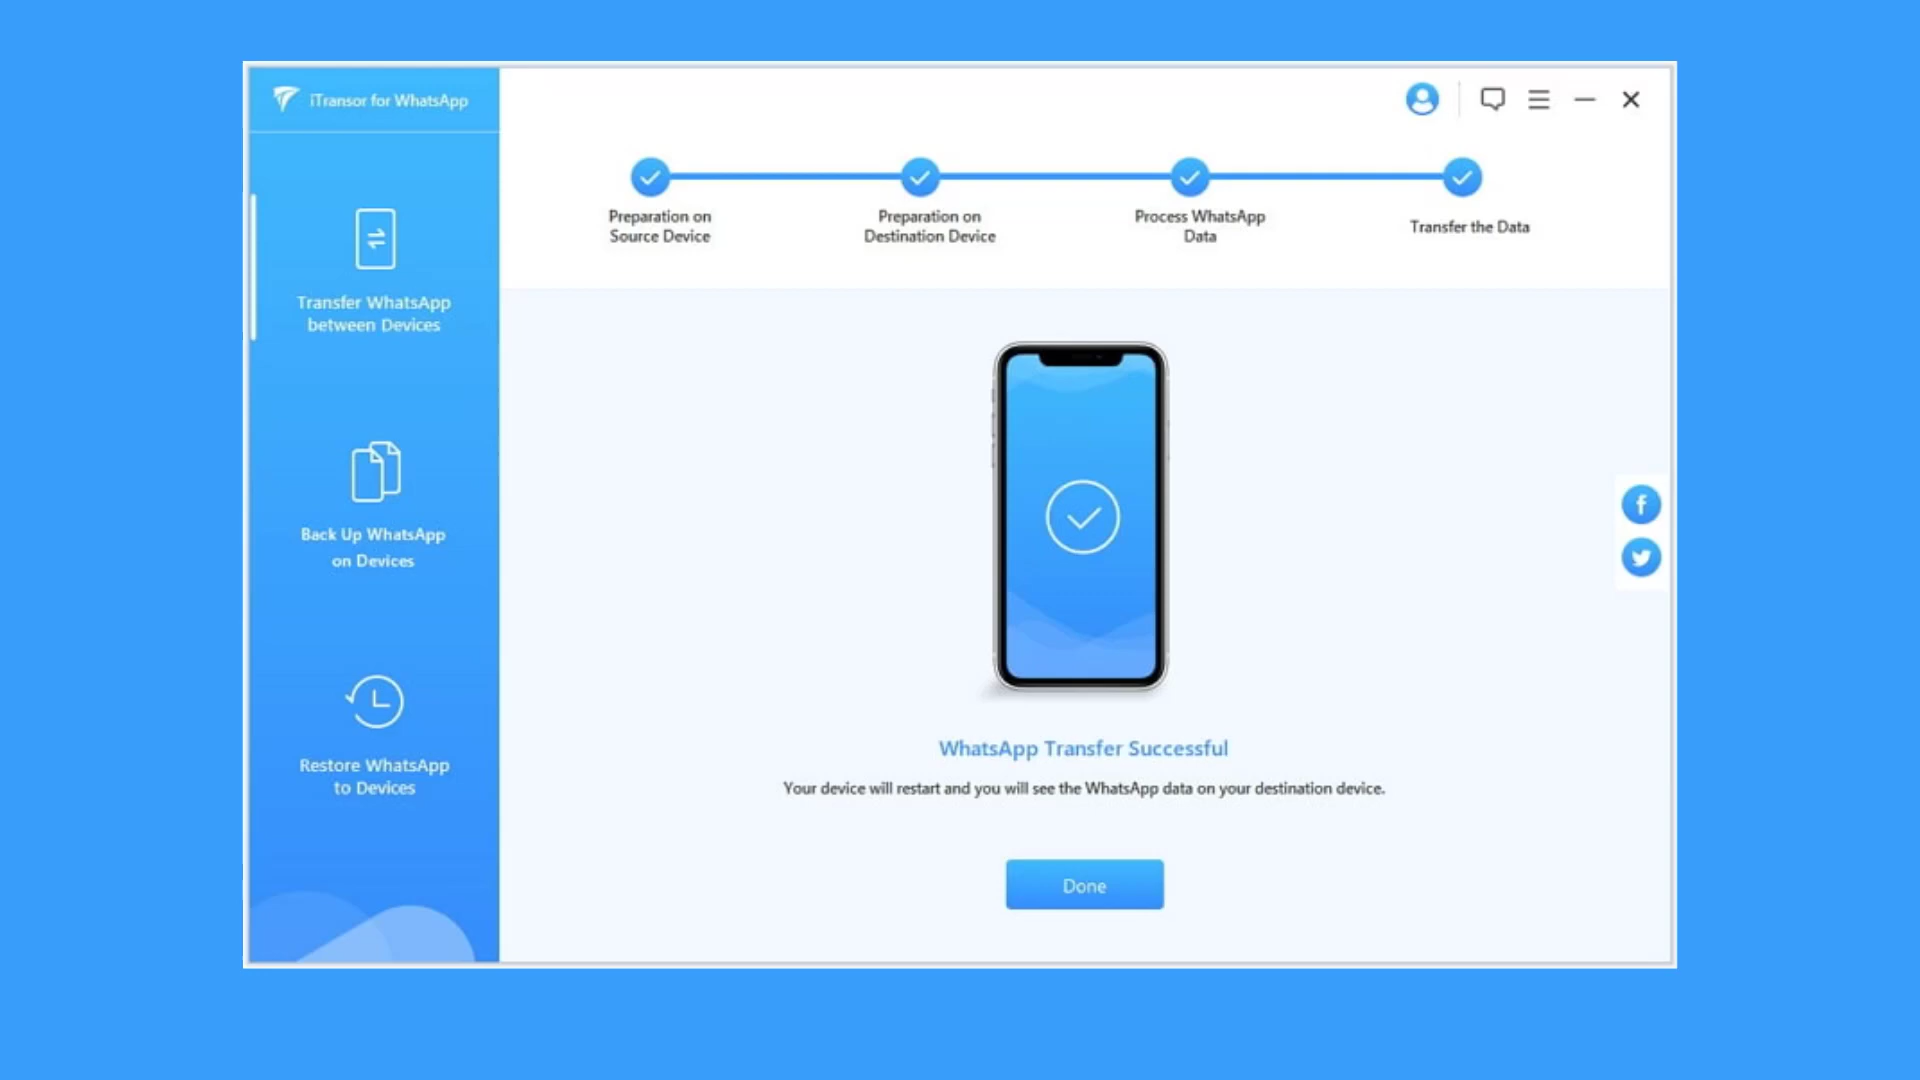 iTransor for WhatsApp
Transfer WhatsApp
between Devices
Back Up WhatsApp
on Devices
Restore WhatsApp
to Devices
Preparation on
Source Device
Preparation on
Destination Device
Process WhatsApp
Data
Transfer the Data
WhatsApp Transfer Successful
Your device will restart and you will see the WhatsApp data on your destination device.
Done